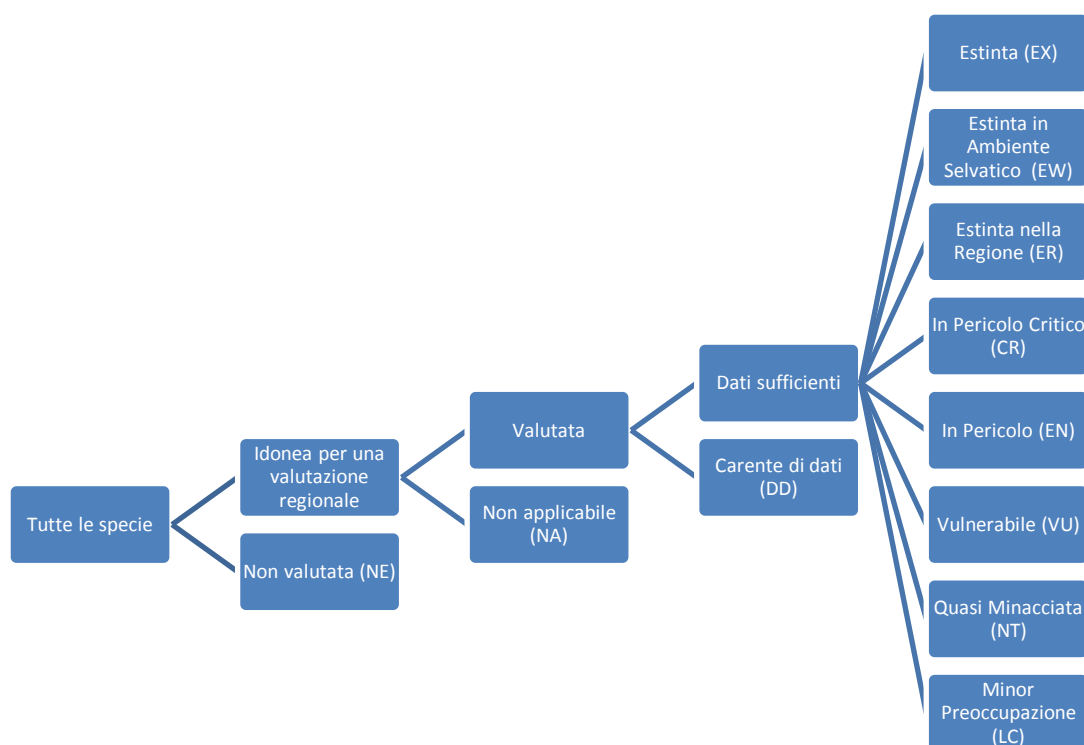 Tutte le specie
Idonea per una
valutazione
regionale
Non valutata (NE)
Valutata
Non applicabile
(NA)
Dati sufficienti
Carente di dati
(DD)
Estinta (EX)
Estinta in
Ambiente
Selvatico (EW)
Estinta nella
Regione (ER)
In Pericolo Critico
(CR)
In Pericolo (EN)
Vulnerabile (VU)
Quasi Minacciata
(NT)
Minor
Preoccupazione
(LC)